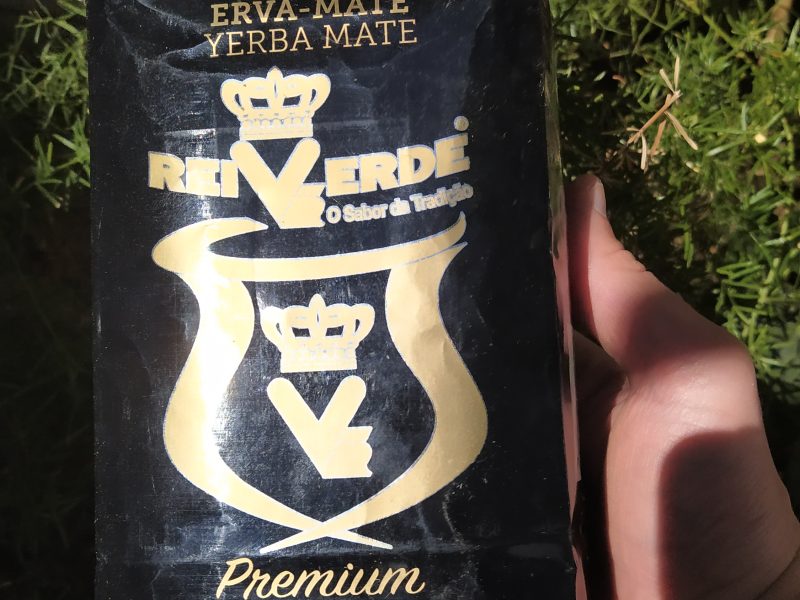 ERVA-MATE
YERBA MATE
REI VERDE®
O Sabor da Tradição
Premium